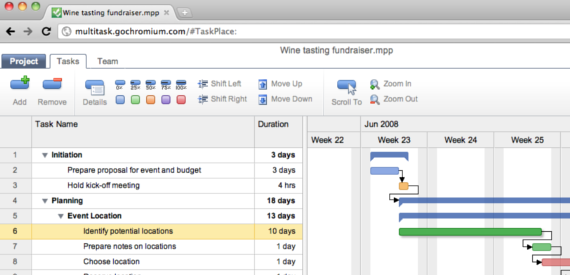 Wine tasting fundraiser.mpp
multitask.gochromium.com/#TaskPlace:
Wine tasting fundraiser.mpp
Project Tasks Team
Add Remove Details 0% 25% 50% 75% 100% Shift Left Shift Right Move Up Move Down Scroll To Zoom In Zoom Out
Task Name Duration Jun 2008
Week 22 Week 23 Week 24 Week 25
1 Initiation 3 days
2 Prepare proposal for event and budget 3 days
3 Hold kick-off meeting 4 hrs
4 Planning 18 days
5 Event Location 13 days
6 Identify potential locations 10 days
7 Prepare notes on locations 1 day
8 Choose location 1 day